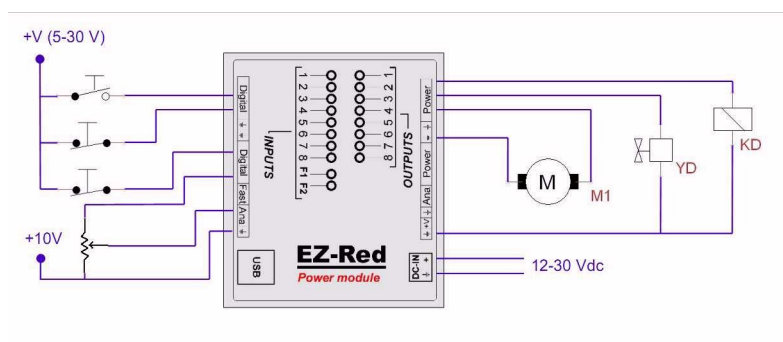 +V (5-30 V)
+10V
Digital
Digital
Fast
Ana
INPUTS
1
2
3
4
5
6
7
8
F1
F2
1
2
3
4
5
6
7
8
OUTPUTS
Power
Power
Ana
+V
USB
EZ-Red
Power module
DC-IN
+
12-30 Vdc
M
M1
YD
KD